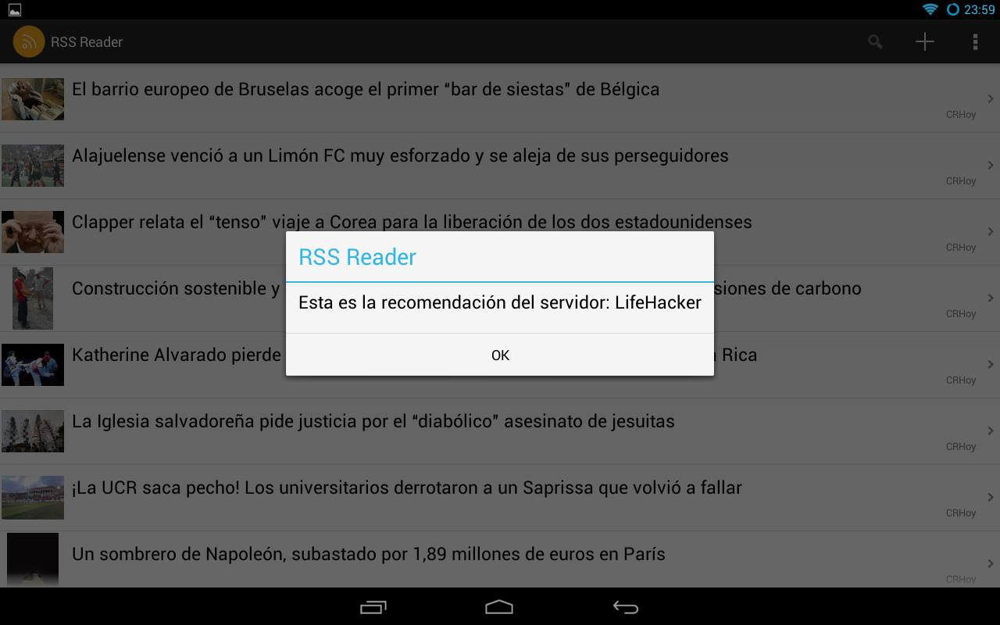 23:59
RSS Reader
El barrio europeo de Bruselas acoge el primer “bar de siestas” de Bélgica
CRHoy
Alajuelense venció a un Limón FC muy esforzado y se aleja de sus perseguidores
CRHoy
Clapper relata el “tenso” viaje a Corea para la liberación de los dos estadounidenses
CRHoy
RSS Reader
Esta es la recomendación del servidor: LifeHacker
OK
Construcción sostenible y siones de carbono
CRHoy
Katherine Alvarado pierde Rica
CRHoy
La Iglesia salvadoreña pide justicia por el “diabólico” asesinato de jesuitas
CRHoy
¡La UCR saca pecho! Los universitarios derrotaron a un Saprissa que volvió a fallar
CRHoy
Un sombrero de Napoleón, subastado por 1,89 millones de euros en París
CRHoy